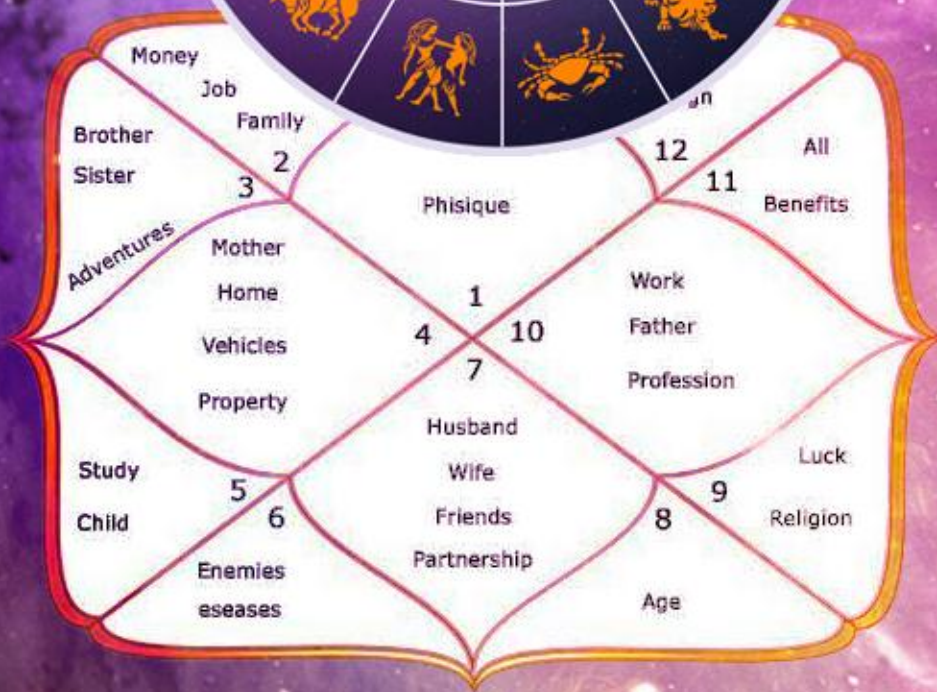 Money
Job
Family
2
Brother
Sister
3
Adventures
Phisique
1
12
11
All
Benefits
Mother
Home
Vehicles
Property
4
10
Work
Father
Profession
7
Husband
Wife
Friends
Partnership
Study
Child
5
6
Enemies
eseases
8
Age
9
Luck
Religion